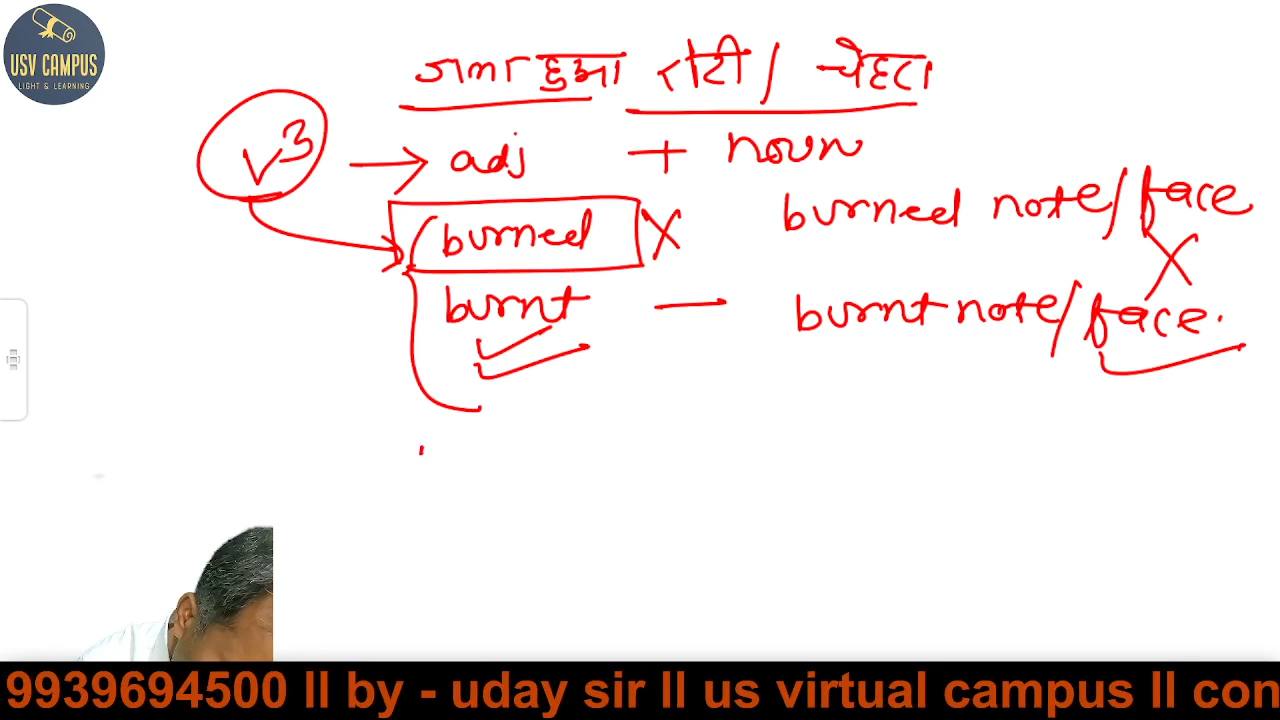 USV CAMPUS
LIGHT & LEARNING
जला हुआ रोटी / चेहरा
V3 → adj + noun
burned X burned note/face X
burnt — burnt note/face.
9939694500 ll by - uday sir ll us virtual campus ll con